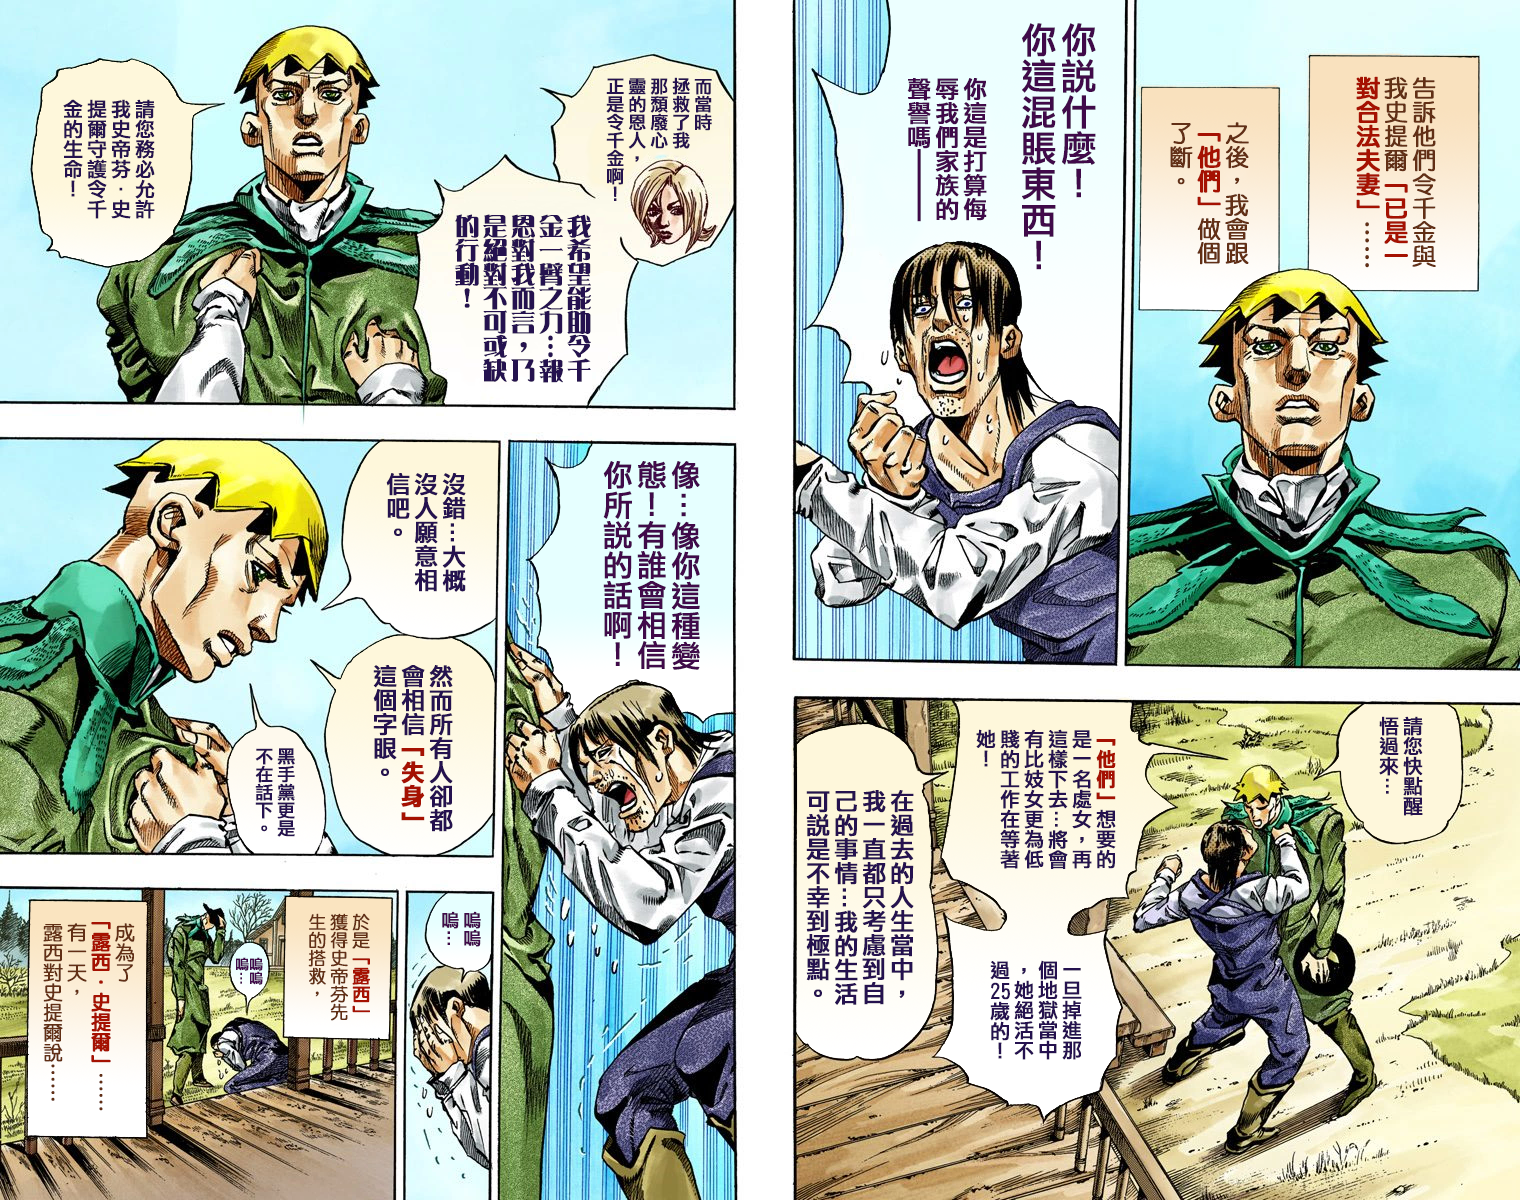 告訴他們令千金與
我史提爾「已是一
對合法夫妻」……
之後，我會跟
「他們」做個
了斷。
你說什麼！
你這混賬東西！
你這是打算侮
辱我們家族的
聲譽嗎——
請您快點醒
悟過來…
「他們」想要的
是一名處女，再
這樣下去…將會
有比妓女更為低
賤的工作在等著
她！
一旦掉進那
個地獄當中
，她絕活不
過25歲的！
在過去的人生當中，
我一直都只考慮到自
己的事情…我的生活
可說是不幸到極點。
而當時
拯救了我
那頹廢心
靈的恩人，
正是令千金啊！
我希望能助令千
金一臂之力…報
恩對我而言，乃
是絕對不可或缺
的行動！
請您務必允許
我史帝芬·史
提爾守護令千
金的生命！
像…像你這種變
態！有誰會相信
你所說的話啊！
沒錯…大概
沒人願意相
信吧。
然而所有人卻都
會相信「失身」
這個字眼。
黑手黨更是
不在話下。
嗚嗚
嗚…
於是「露西」
獲得史帝芬先
生的搭救，
嗚嗚
嗚…
成為了
「露西·史提爾」……
有一天，
露西對史提爾說……